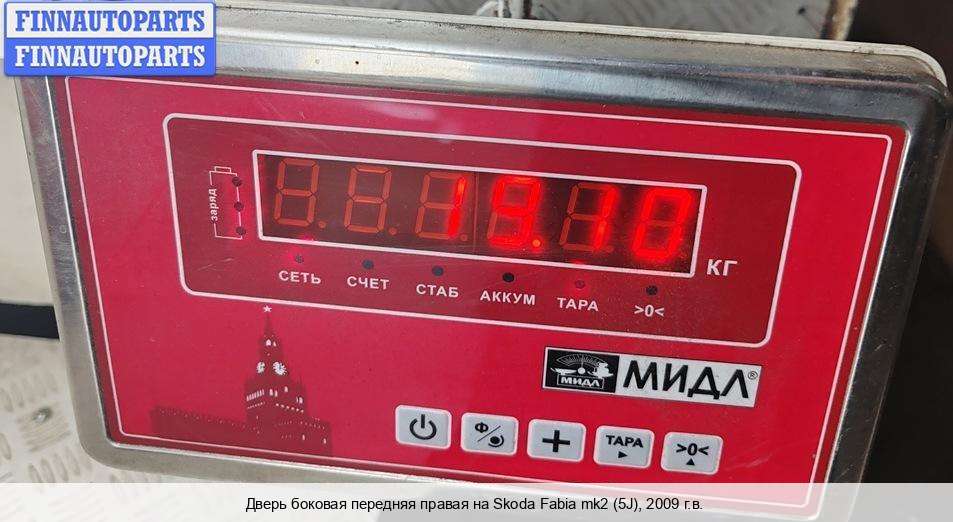 FINNAUTOPARTS
FINNAUTOPARTS
заряд
19.10
КГ
СЕТЬ СЧЕТ СТАБ АККУМ ТАРА >0<
МИДЛ МИДЛ®
Ф ТАРА >0<
Дверь боковая передняя правая на Skoda Fabia mk2 (5J), 2009 г.в.